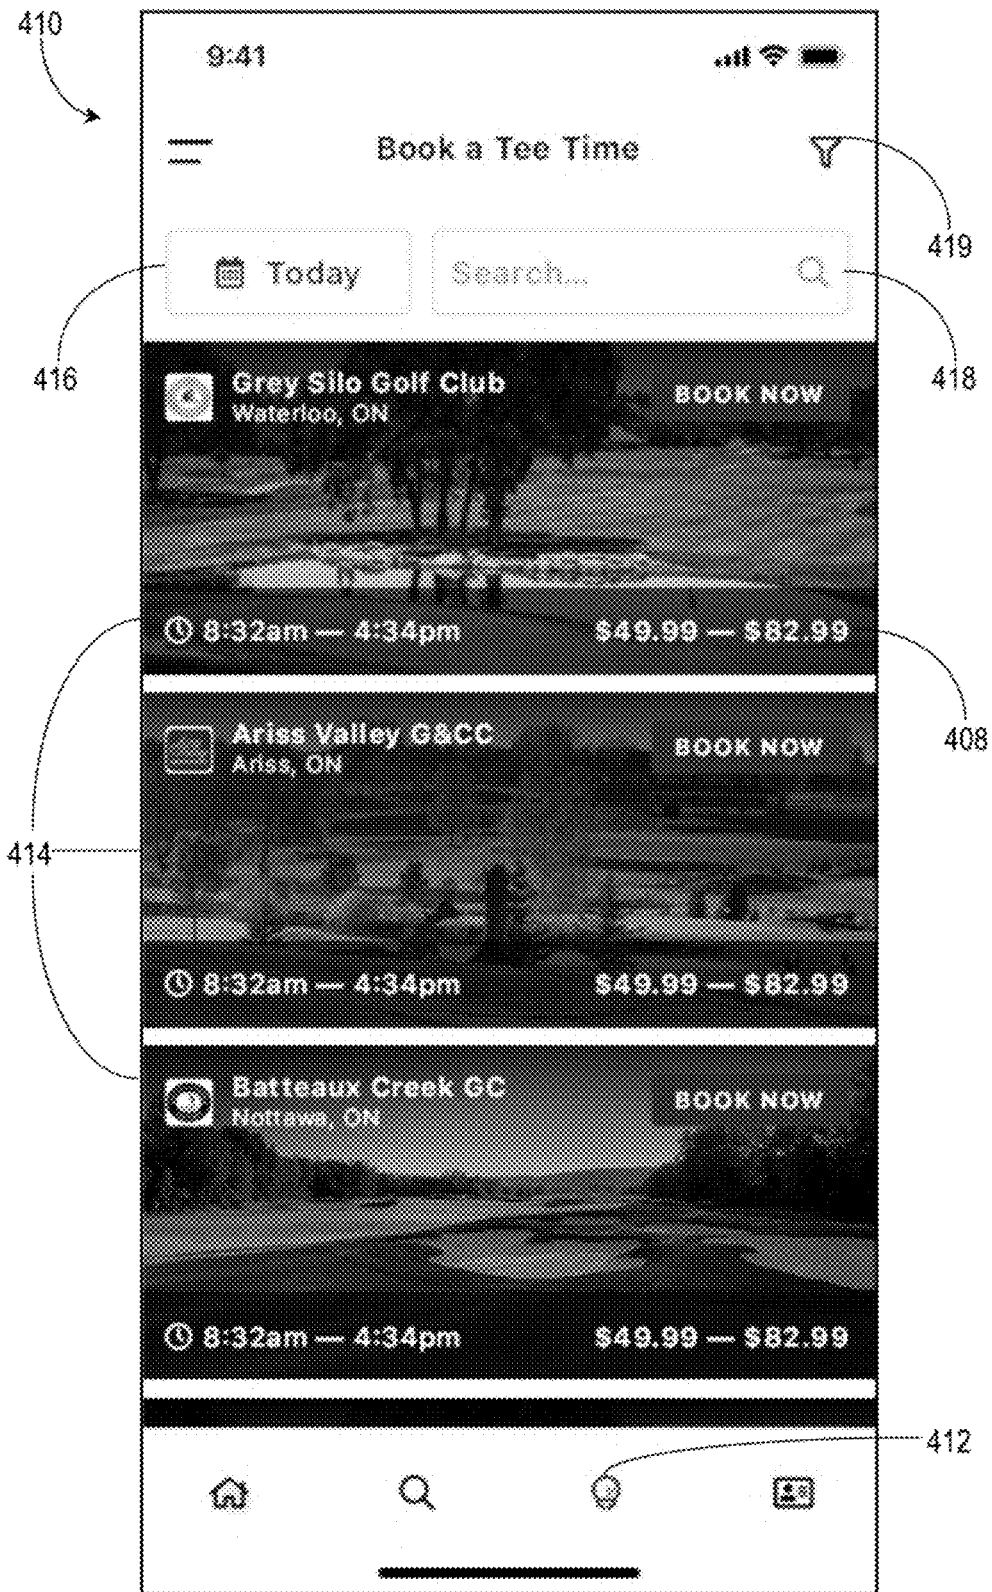 410
9:41
Book a Tee Time
419
Today
Search...
416
418
Grey Silo Golf Club
Waterloo, ON
BOOK NOW
8:32am — 4:34pm
$49.99 — $82.99
408
Ariss Valley G&CC
Ariss, ON
BOOK NOW
414
8:32am — 4:34pm
$49.99 — $82.99
Batteaux Creek GC
Nottawa, ON
BOOK NOW
8:32am — 4:34pm
$49.99 — $82.99
412